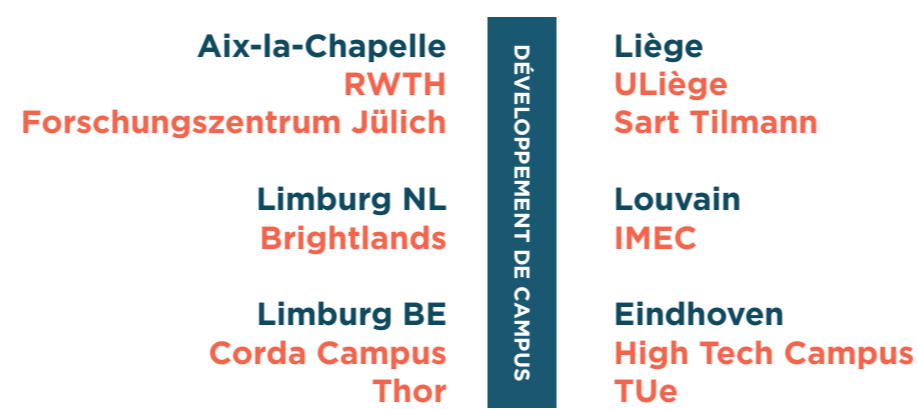 Aix-la-Chapelle
RWTH
Forschungszentrum Jülich
Limburg NL
Brightlands
Limburg BE
Corda Campus
Thor
DÉVELOPPEMENT DE CAMPUS
Liège
ULiège
Sart Tilmann
Louvain
IMEC
Eindhoven
High Tech Campus
TUe